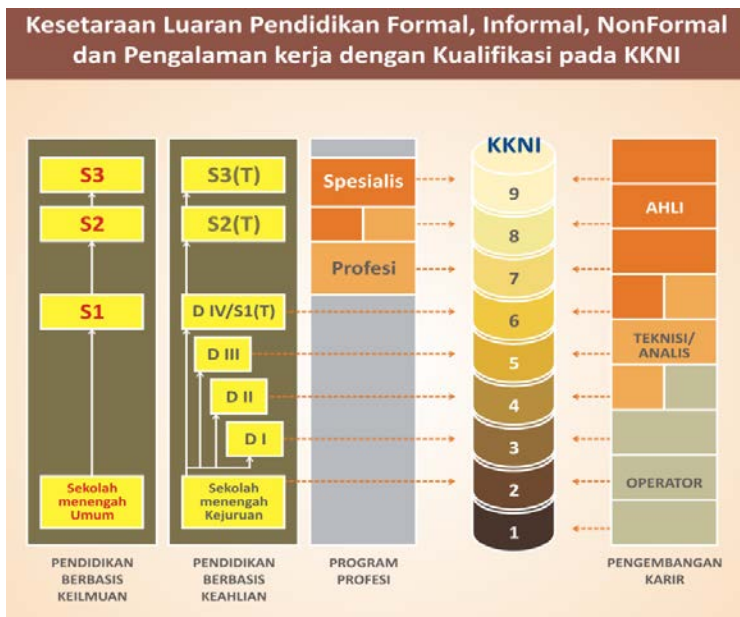 Kesetaraan Luaran Pendidikan Formal, Informal, NonFormal
dan Pengalaman kerja dengan Kualifikasi pada KKNI
S3
S2
S1
Sekolah
menengah
Umum
PENDIDIKAN
BERBASIS
KEILMUAN
S3(T)
S2(T)
D IV/S1(T)
D III
D II
D I
Sekolah
menengah
Kejuruan
PENDIDIKAN
BERBASIS
KEAHLIAN
Spesialis
Profesi
PROGRAM
PROFESI
KKNI
9
8
7
6
5
4
3
2
1
AHLI
TEKNISI/
ANALIS
OPERATOR
PENGEMBANGAN
KARIR